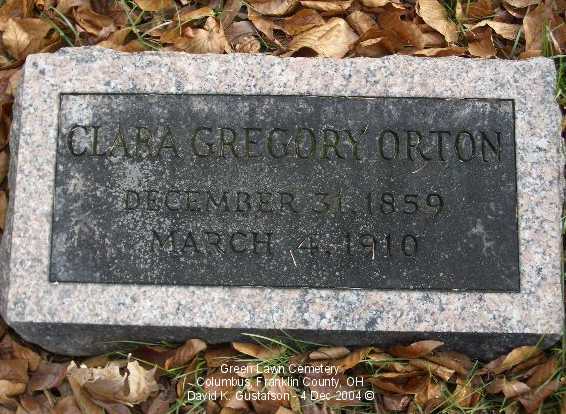 CLARA GREGORY ORTON
DECEMBER 31, 1859
MARCH 4, 1910
Green Lawn Cemetery
Columbus, Franklin County, OH
David K. Gustafson - 4 Dec 2004 ©